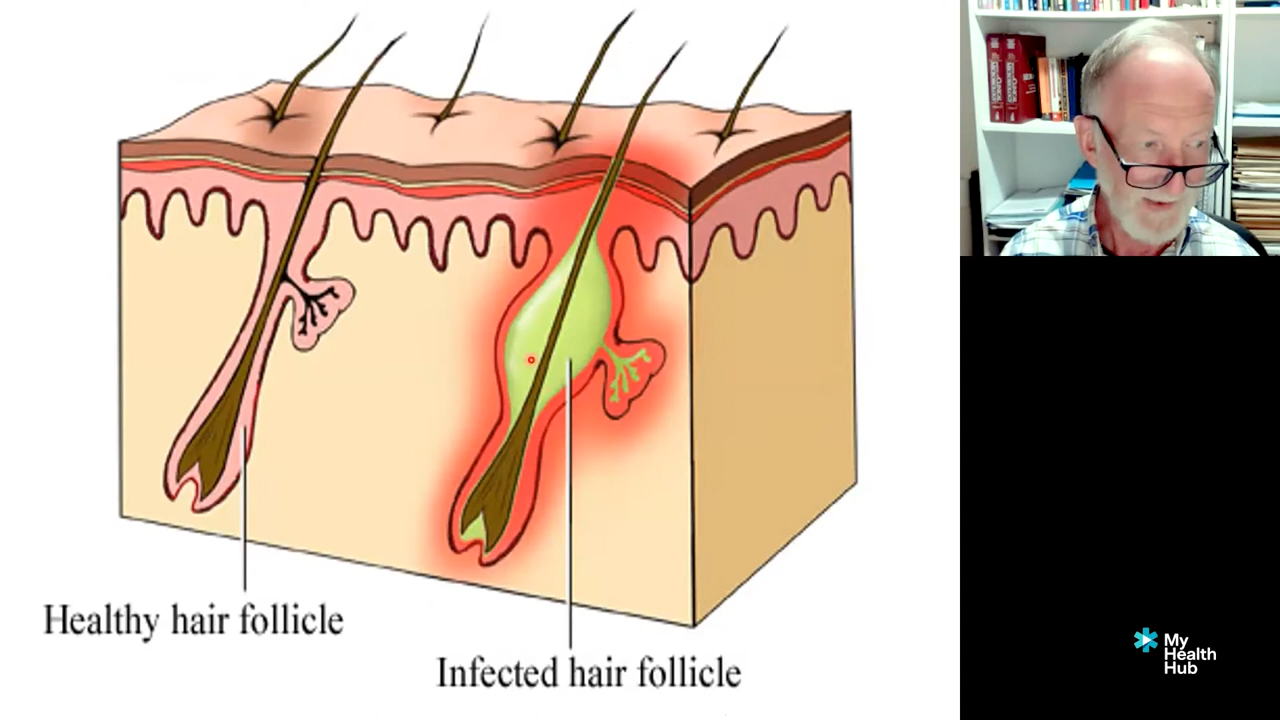 Healthy hair follicle
Infected hair follicle
My
Health
Hub